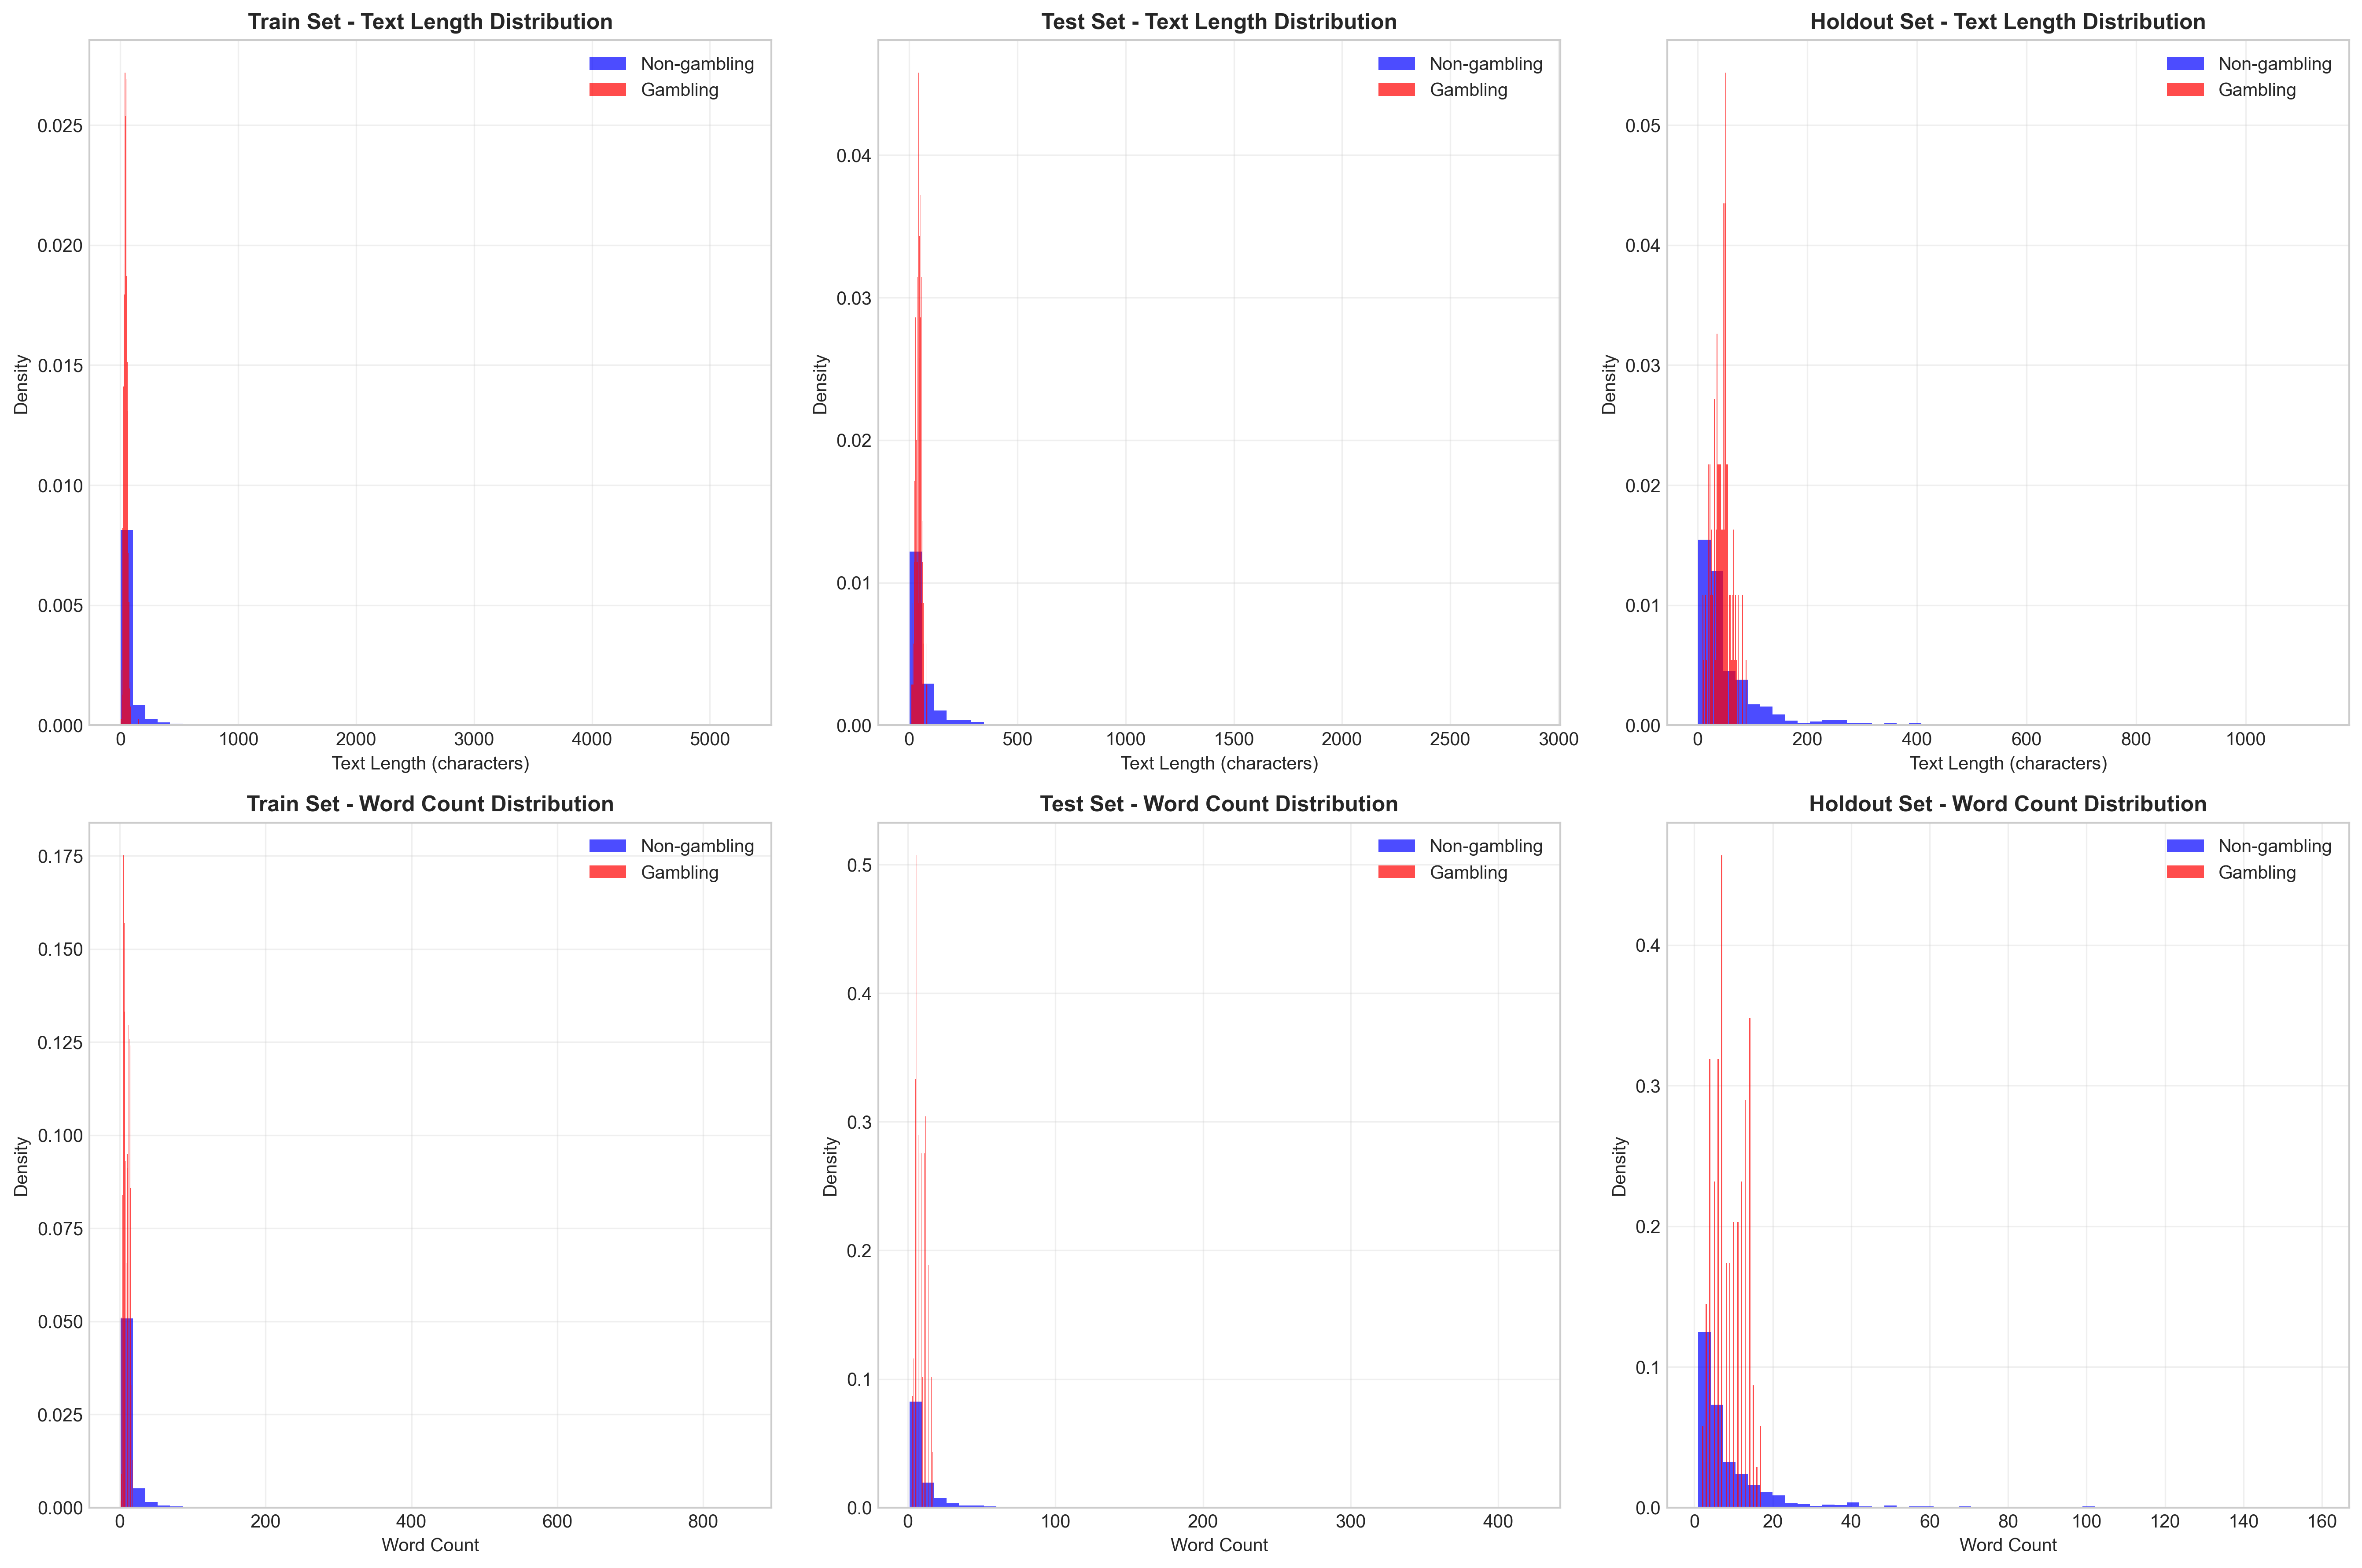 Train Set - Text Length Distribution
Non-gambling
Gambling
0.025
0.020
0.015
0.010
0.005
0.000
Density
0 1000 2000 3000 4000 5000
Text Length (characters)
Test Set - Text Length Distribution
Non-gambling
Gambling
0.04
0.03
0.02
0.01
0.00
Density
0 500 1000 1500 2000 2500 3000
Text Length (characters)
Holdout Set - Text Length Distribution
Non-gambling
Gambling
0.05
0.04
0.03
0.02
0.01
0.00
Density
0 200 400 600 800 1000
Text Length (characters)
Train Set - Word Count Distribution
Non-gambling
Gambling
0.175
0.150
0.125
0.100
0.075
0.050
0.025
0.000
Density
0 200 400 600 800
Word Count
Test Set - Word Count Distribution
Non-gambling
Gambling
0.5
0.4
0.3
0.2
0.1
0.0
Density
0 100 200 300 400
Word Count
Holdout Set - Word Count Distribution
Non-gambling
Gambling
0.4
0.3
0.2
0.1
0.0
Density
0 20 40 60 80 100 120 140 160
Word Count